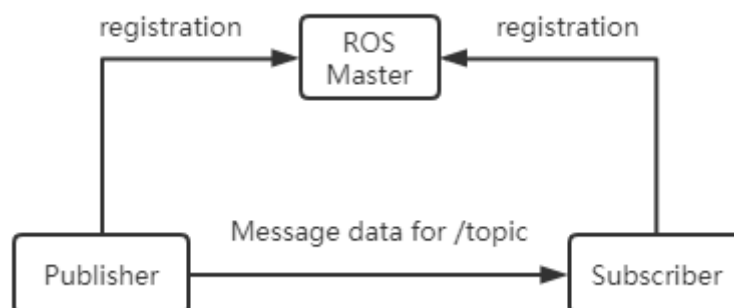 registration
ROS
Master
registration
Message data for /topic
Publisher
Subscriber